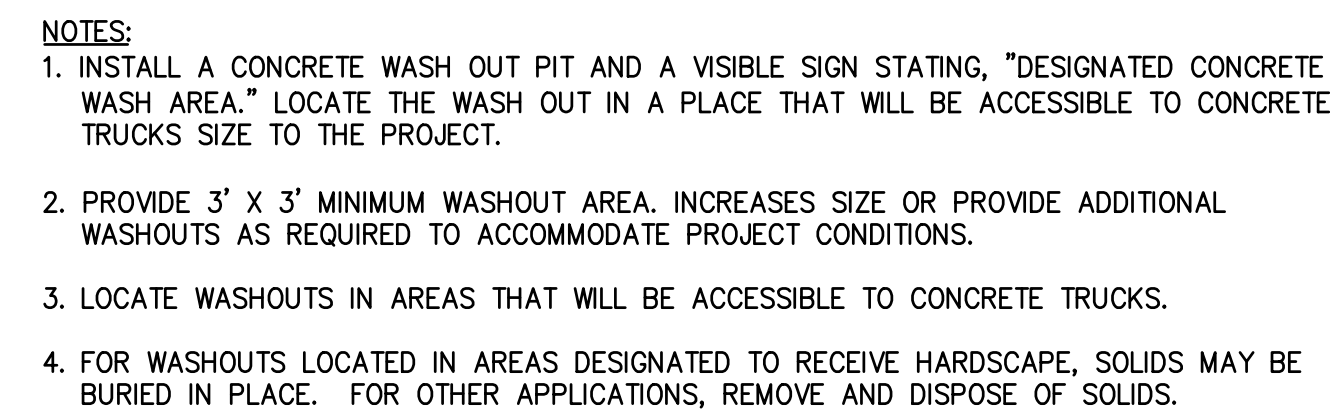 NOTES:
1. INSTALL A CONCRETE WASH OUT PIT AND A VISIBLE SIGN STATING, "DESIGNATED CONCRETE
WASH AREA." LOCATE THE WASH OUT IN A PLACE THAT WILL BE ACCESSIBLE TO CONCRETE
TRUCKS SIZE TO THE PROJECT.
2. PROVIDE 3' X 3' MINIMUM WASHOUT AREA. INCREASES SIZE OR PROVIDE ADDITIONAL
WASHOUTS AS REQUIRED TO ACCOMMODATE PROJECT CONDITIONS.
3. LOCATE WASHOUTS IN AREAS THAT WILL BE ACCESSIBLE TO CONCRETE TRUCKS.
4. FOR WASHOUTS LOCATED IN AREAS DESIGNATED TO RECEIVE HARDSCAPE, SOLIDS MAY BE
BURIED IN PLACE. FOR OTHER APPLICATIONS, REMOVE AND DISPOSE OF SOLIDS.